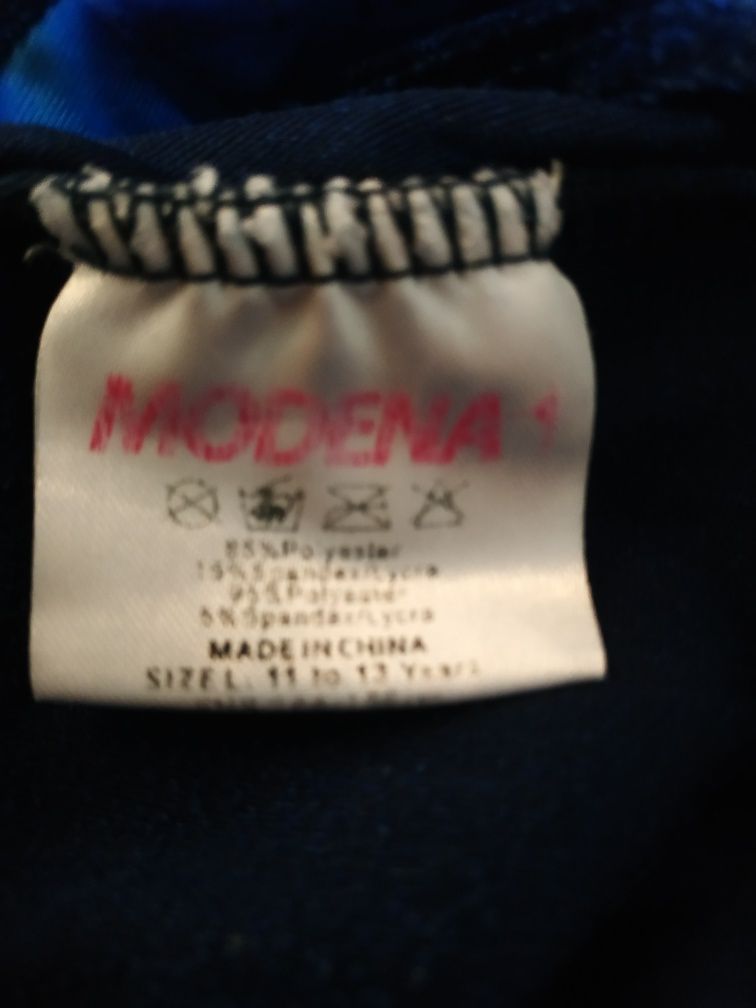 MODENA 1
85% Polyester
15% Spandex/Lycra
95% Polyester
5% Spandex/Lycra
MADE IN CHINA
SIZE L: 11 to 13 Years